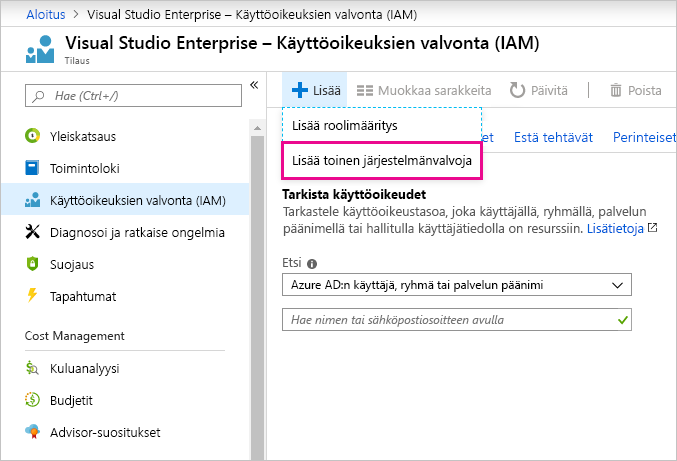 Aloitus > Visual Studio Enterprise – Käyttöoikeuksien valvonta (IAM)
Visual Studio Enterprise – Käyttöoikeuksien valvonta (IAM)
Tilaus
Hae (Ctrl+/)
«
Yleiskatsaus
Toimintoloki
Käyttöoikeuksien valvonta (IAM)
Diagnosoi ja ratkaise ongelmia
Suojaus
Tapahtumat
Cost Management
Kuluanalyysi
Budjetit
Advisor-suositukset
Lisää Muokkaa sarakkeita Päivitä Poista
Lisää roolimääritys
Lisää toinen järjestelmänvalvoja
et Estä tehtävät Perinteiset
Tarkista käyttöoikeudet
Tarkastele käyttöoikeustasoa, joka käyttäjällä, ryhmällä, palvelun
päänimellä tai hallitulla käyttäjätiedolla on resurssiin. Lisätietoja
Etsi
Azure AD:n käyttäjä, ryhmä tai palvelun päänimi
Hae nimen tai sähköpostiosoitteen avulla